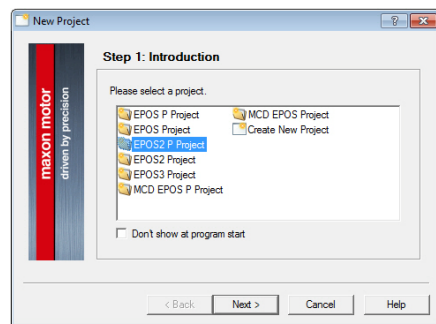 New Project
Step 1: Introduction
maxon motor
driven by precision
Please select a project.
EPOS P Project
EPOS Project
EPOS2 P Project
EPOS2 Project
EPOS3 Project
MCD EPOS P Project
MCD EPOS Project
Create New Project
Don't show at program start
< Back
Next >
Cancel
Help